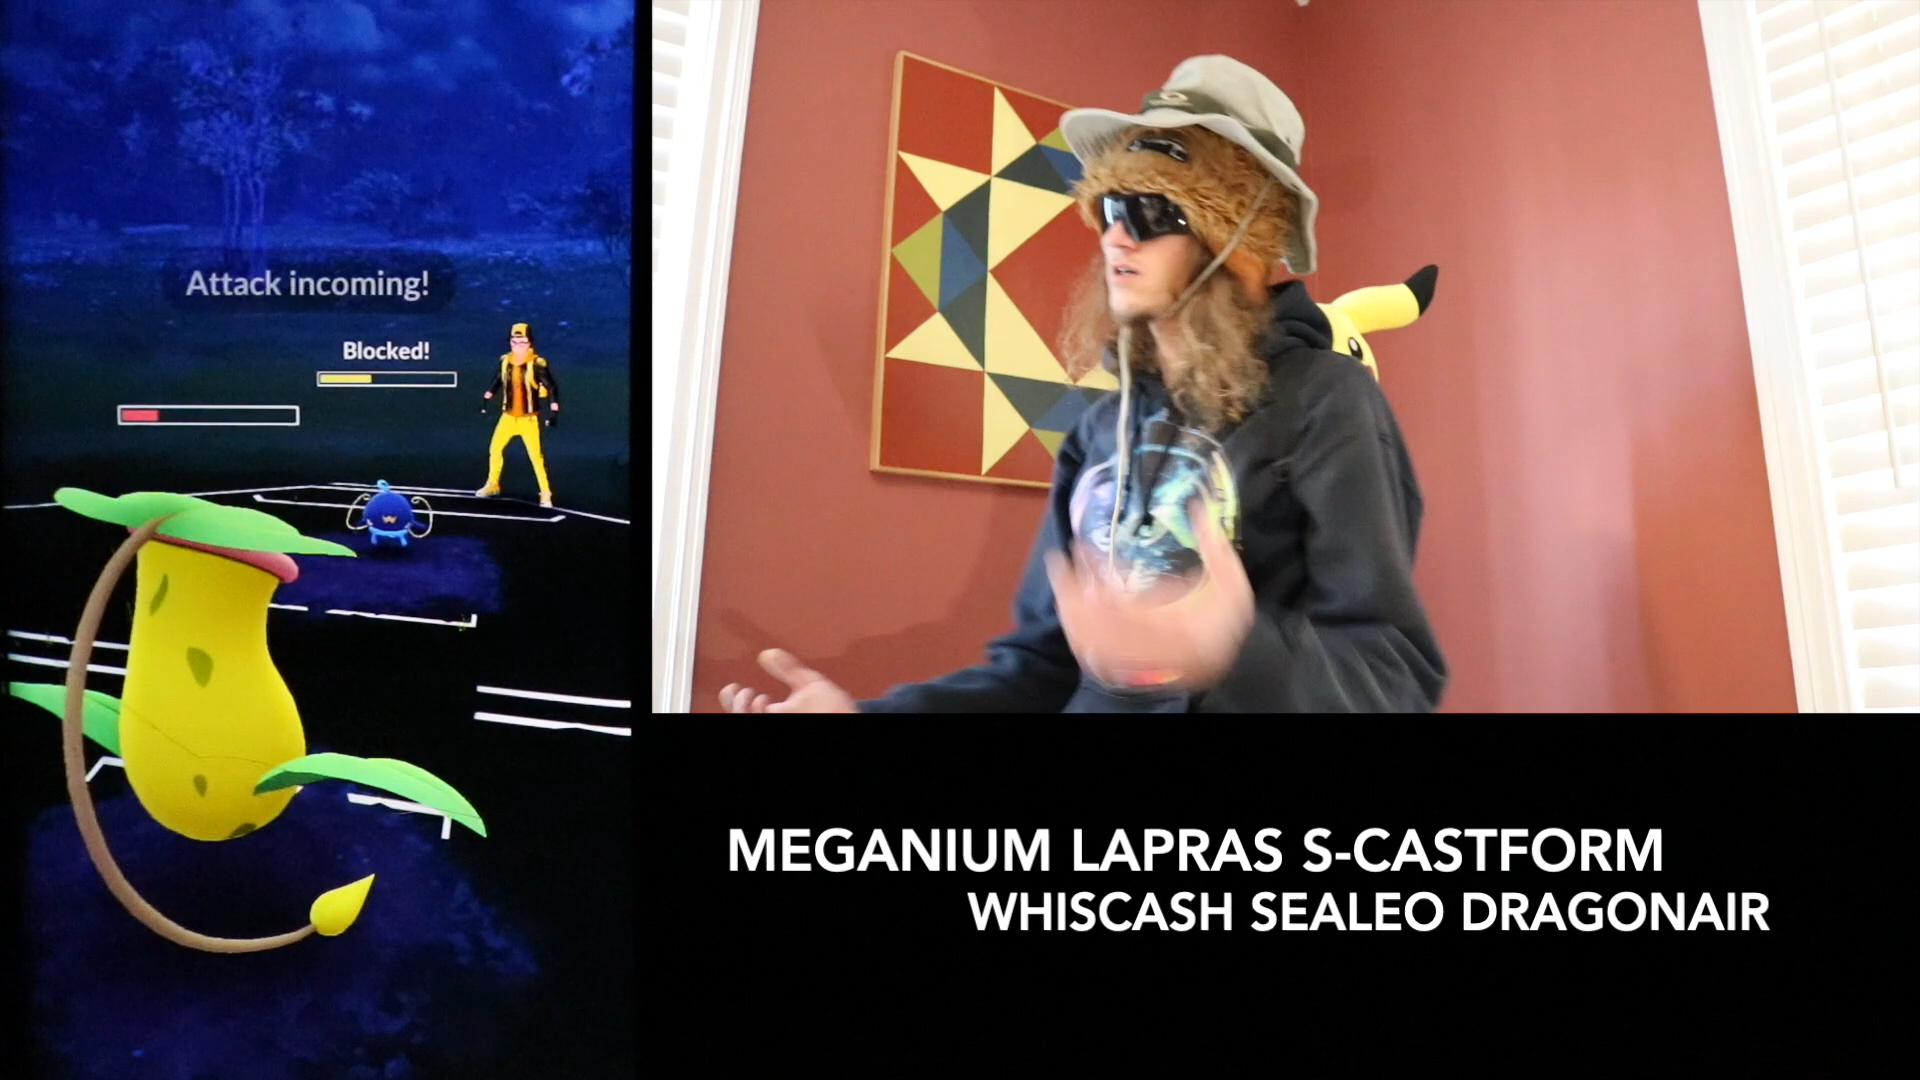 Attack incoming!
Blocked!
MEGANIUM LAPRAS S-CASTFORM
WHISCASH SEALEO DRAGONAIR